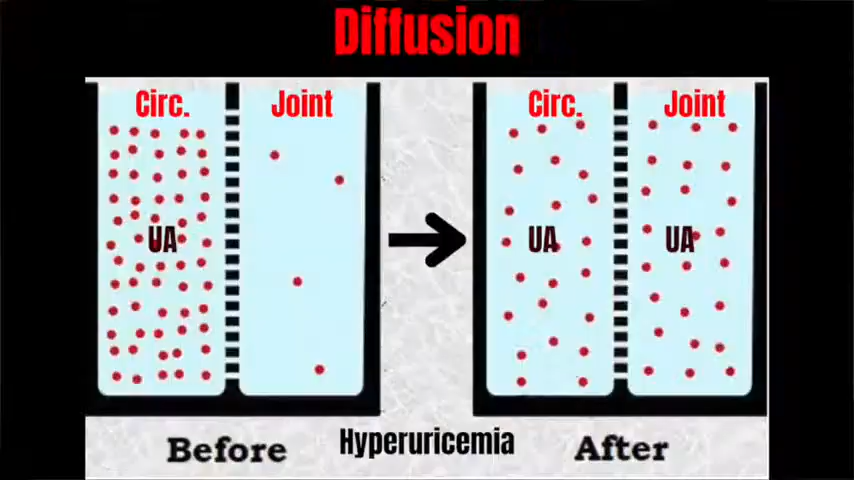 Diffusion
Circ.
Joint
Circ.
Joint
UA
UA
UA
Before
Hyperuricemia
After